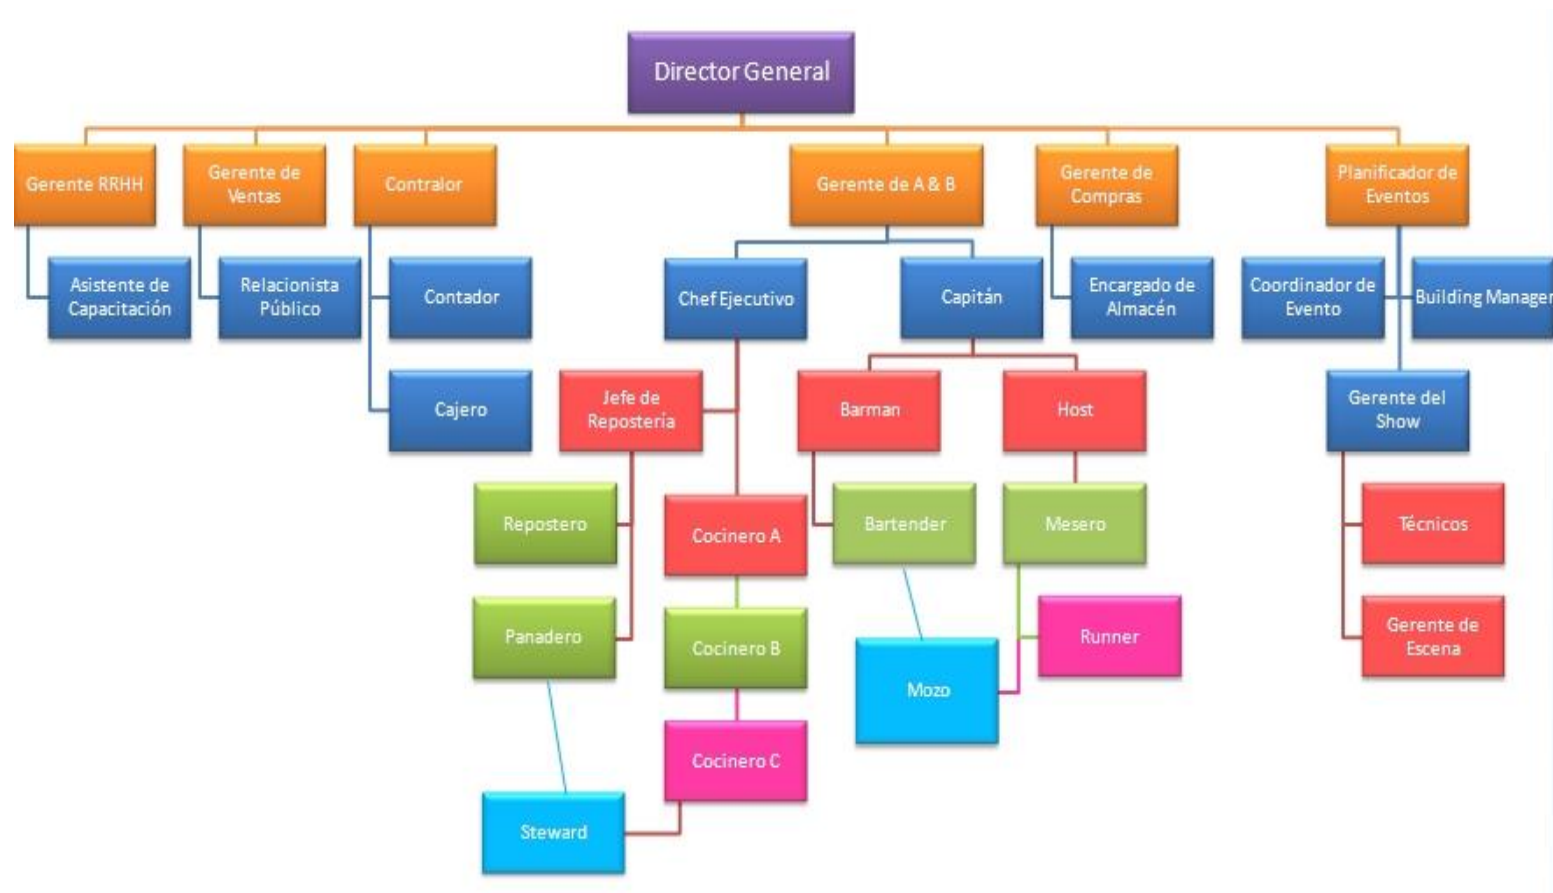 Director General
Gerente RRHH
Gerente de
Ventas
Contralor
Gerente de A & B
Gerente de
Compras
Planificador de
Eventos
Asistente de
Capacitación
Relacionista
Público
Contador
Chef Ejecutivo
Capitán
Encargado de
Almacén
Coordinador de
Evento
Building Manager
Cajero
Jefe de
Repostería
Barman
Host
Gerente del
Show
Repostero
Cocinero A
Bartender
Mesero
Técnicos
Panadero
Cocinero B
Mozo
Runner
Gerente de
Escena
Cocinero C
Steward